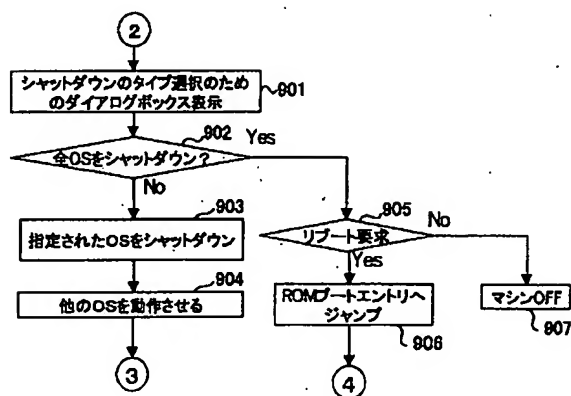 2
シャットダウンのタイプ選択のため
のダイアログボックス表示
901
902
全OSをシャットダウン?
Yes
No
903
指定されたOSをシャットダウン
904
他のOSを動作させる
3
905
リブート要求
No
Yes
ROMブートエントリへ
ジャンプ
906
4
マシンOFF
907